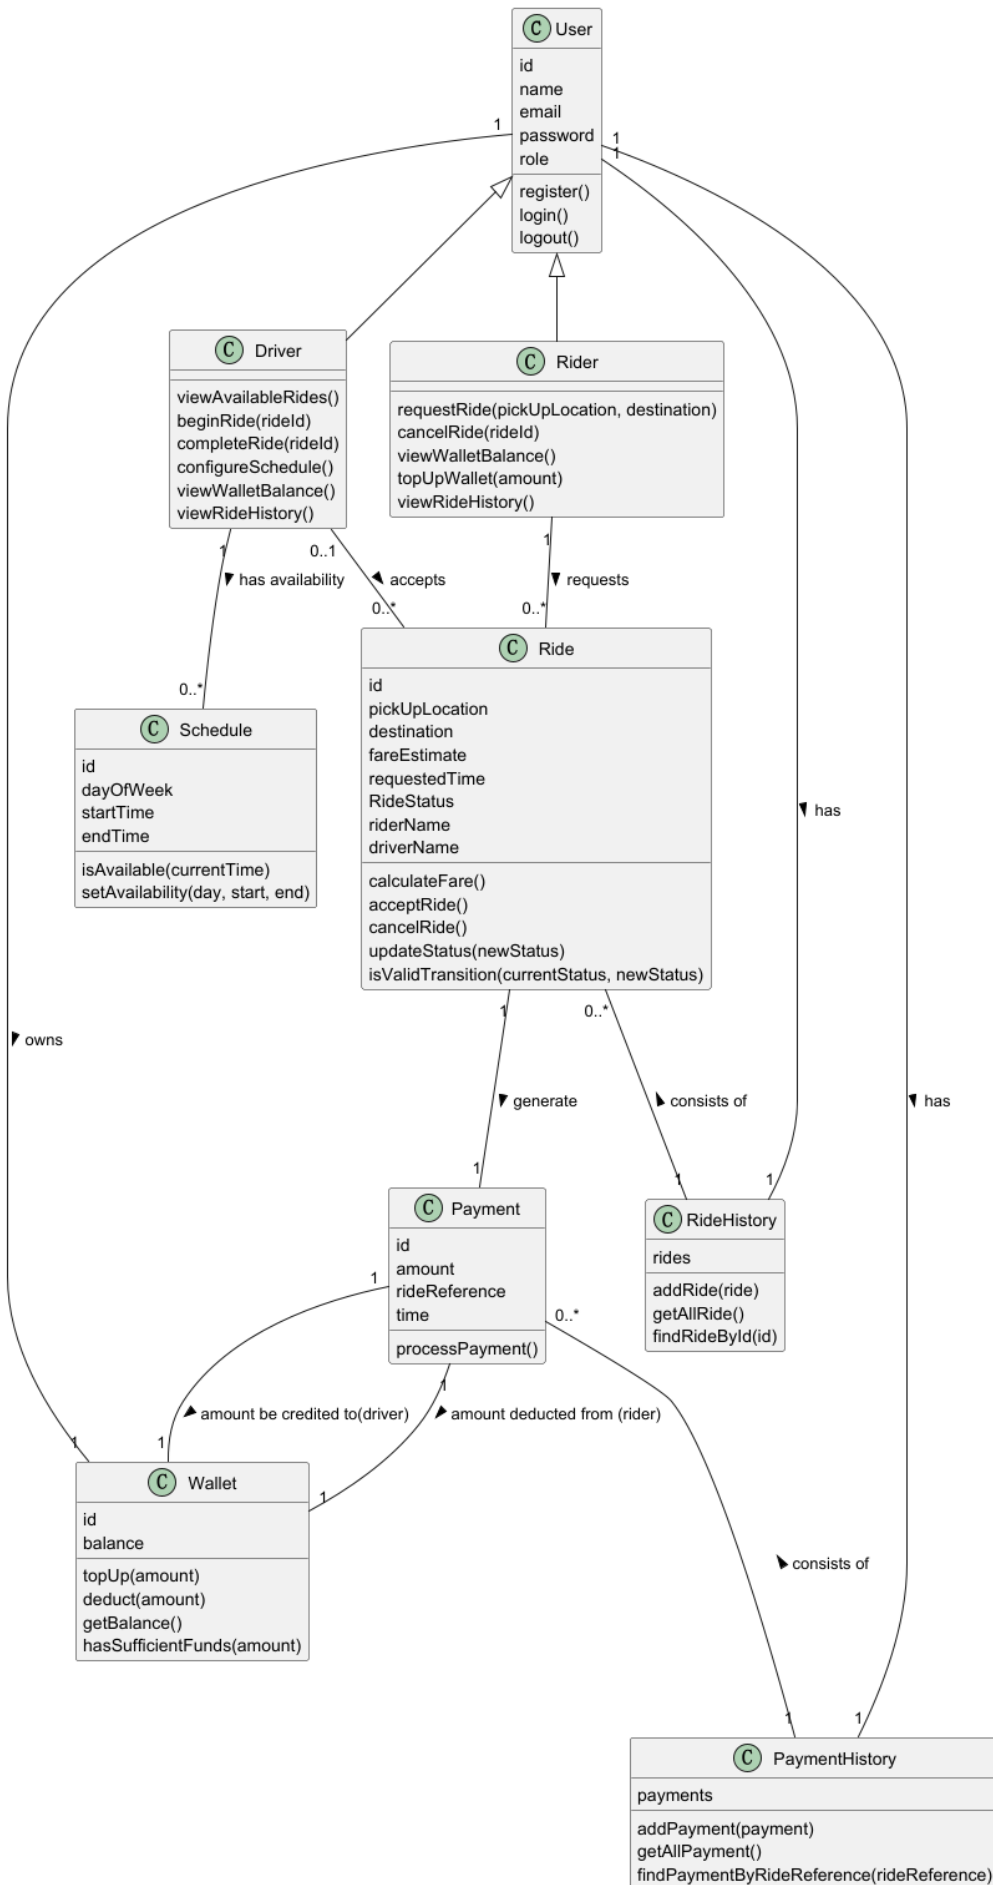 C User
id
name
email
password
role
register()
login()
logout()
1
1
1
C Driver
viewAvailableRides()
beginRide(rideId)
completeRide(rideId)
configureSchedule()
viewWalletBalance()
viewRideHistory()
C Rider
requestRide(pickUpLocation, destination)
cancelRide(rideId)
viewWalletBalance()
topUpWallet(amount)
viewRideHistory()
1
has availability
0..*
0..1
accepts
0..*
1
requests
0..*
C Schedule
id
dayOfWeek
startTime
endTime
isAvailable(currentTime)
setAvailability(day, start, end)
C Ride
id
pickUpLocation
destination
fareEstimate
requestedTime
RideStatus
riderName
driverName
calculateFare()
acceptRide()
cancelRide()
updateStatus(newStatus)
isValidTransition(currentStatus, newStatus)
has
owns
1
generate
1
0..*
consists of
1
1
has
C Payment
id
amount
rideReference
time
processPayment()
C RideHistory
rides
addRide(ride)
getAllRide()
findRideById(id)
1
amount be credited to(driver)
1
1
amount deducted from (rider)
1
1
0..*
consists of
1
1
C Wallet
id
balance
topUp(amount)
deduct(amount)
getBalance()
hasSufficientFunds(amount)
C PaymentHistory
payments
addPayment(payment)
getAllPayment()
findPaymentByRideReference(rideReference)